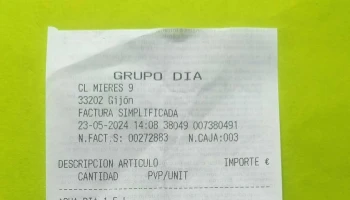 GRUPO DIA
CL MIERES 9
33202 Gijón
FACTURA SIMPLIFICADA
23-05-2024 14:08 38049 007380491
N.FACT.S: 00272883 N.CAJA:003
DESCRIPCION ARTICULO IMPORTE €
CANTIDAD PVP/UNIT